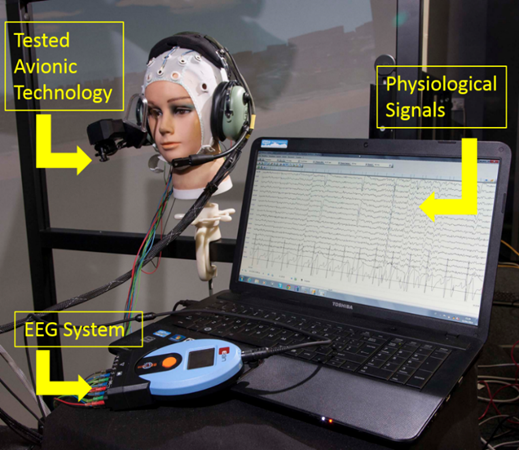 Tested
Avionic
Technology
Physiological
Signals
EEG System
TOSHIBA